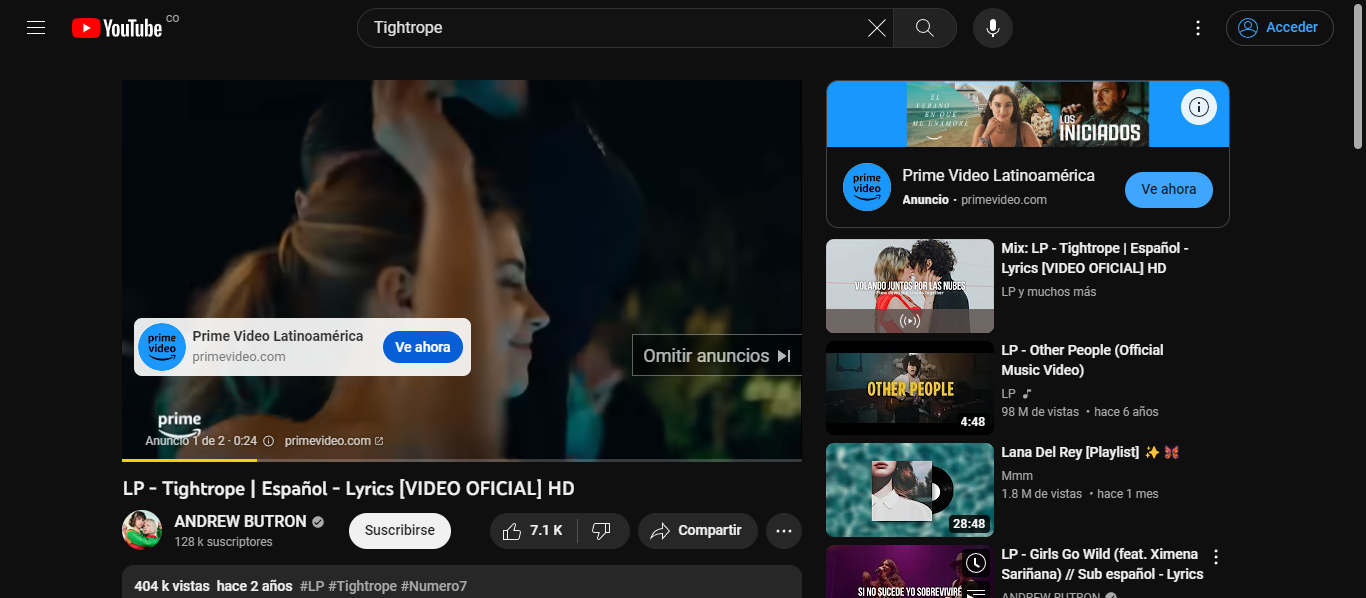 YouTube CO
Tightrope
Acceder
Prime Video Latinoamérica
primevideo.com
Ve ahora
prime video
Omitir anuncios
prime
Anuncio 1 de 2 · 0:24
primevideo.com
LP - Tightrope | Español - Lyrics [VIDEO OFICIAL] HD
ANDREW BUTRON
128 k suscriptores
Suscribirse
7.1 K
Compartir
404 k vistas hace 2 años #LP #Tightrope #Numero7
EL
VERANO
EN QUE
ME ENAMORÉ
LOS
INICIADOS
prime video
Prime Video Latinoamérica
Anuncio · primevideo.com
Ve ahora
VOLANDO JUNTOS POR LAS NUBES
Mix: LP - Tightrope | Español -
Lyrics [VIDEO OFICIAL] HD
LP y muchos más
OTHER PEOPLE
4:48
LP - Other People (Official
Music Video)
LP
98 M de vistas · hace 6 años
28:48
Lana Del Rey [Playlist] ✨ 🦋
Mmm
1.8 M de vistas · hace 1 mes
SI NO SUCEDE YO SOBREVIVIRÉ
LP - Girls Go Wild (feat. Ximena
Sariñana) // Sub español - Lyrics
ANDREW BUTRON